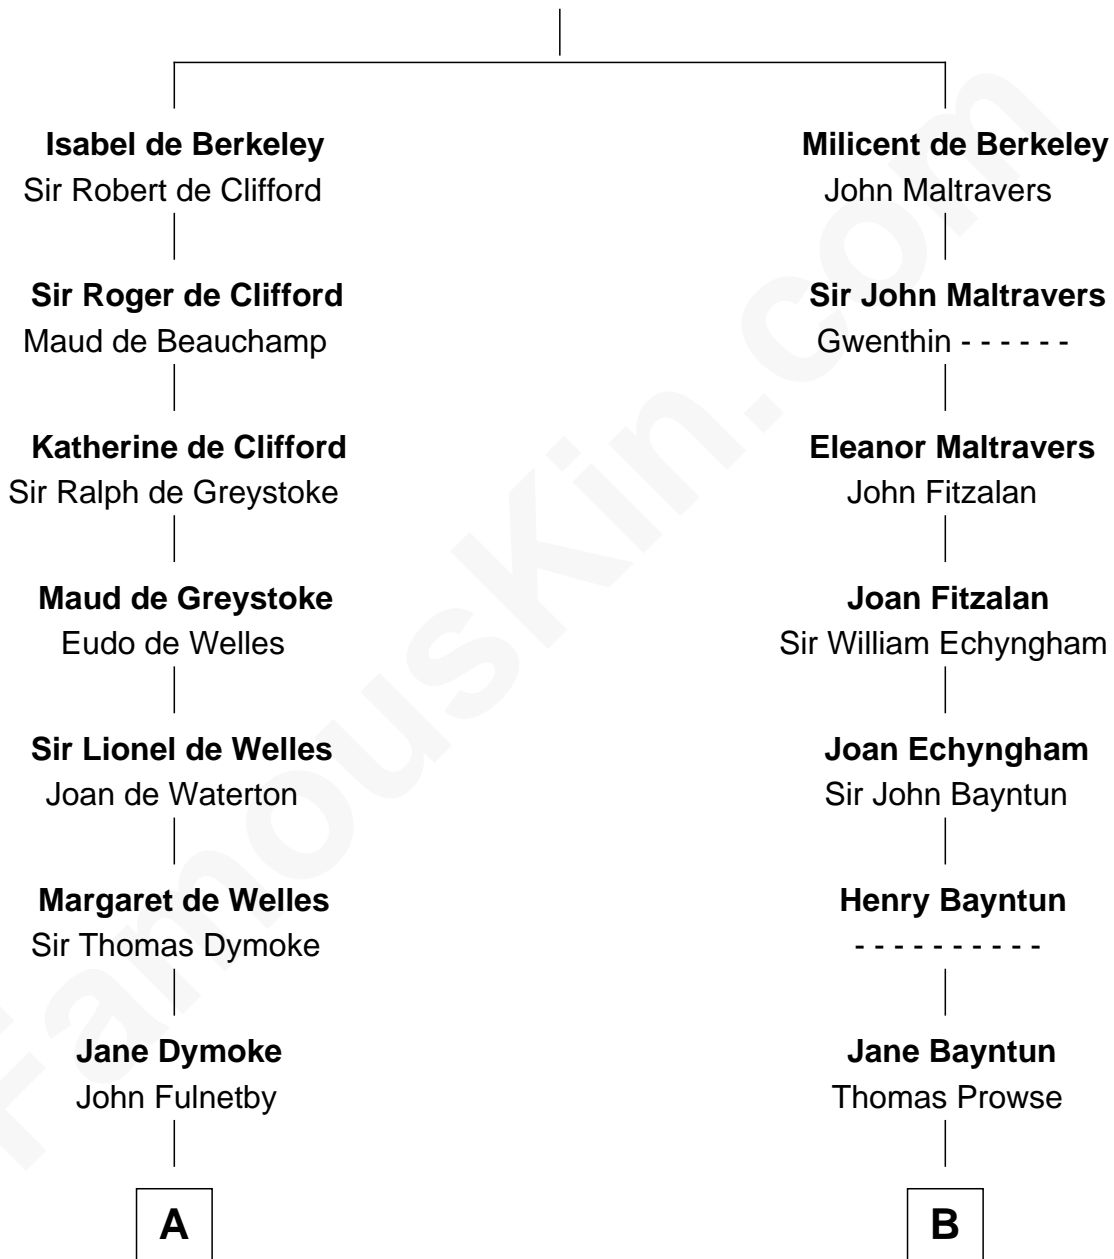 Isabel de Berkeley
Sir Robert de Clifford
Sir Roger de Clifford
Maud de Beauchamp
Katherine de Clifford
Sir Ralph de Greystoke
Maud de Greystoke
Eudo de Welles
Sir Lionel de Welles
Joan de Waterton
Margaret de Welles
Sir Thomas Dymoke
Jane Dymoke
John Fulnetby
A
Milicent de Berkeley
John Maltravers
Sir John Maltravers
Gwenthin - - - - - -
Eleanor Maltravers
John Fitzalan
Joan Fitzalan
Sir William Echyngham
Joan Echyngham
Sir John Bayntun
Henry Bayntun
- - - - - - - - - -
Jane Bayntun
Thomas Prowse
B
FamousKin.com